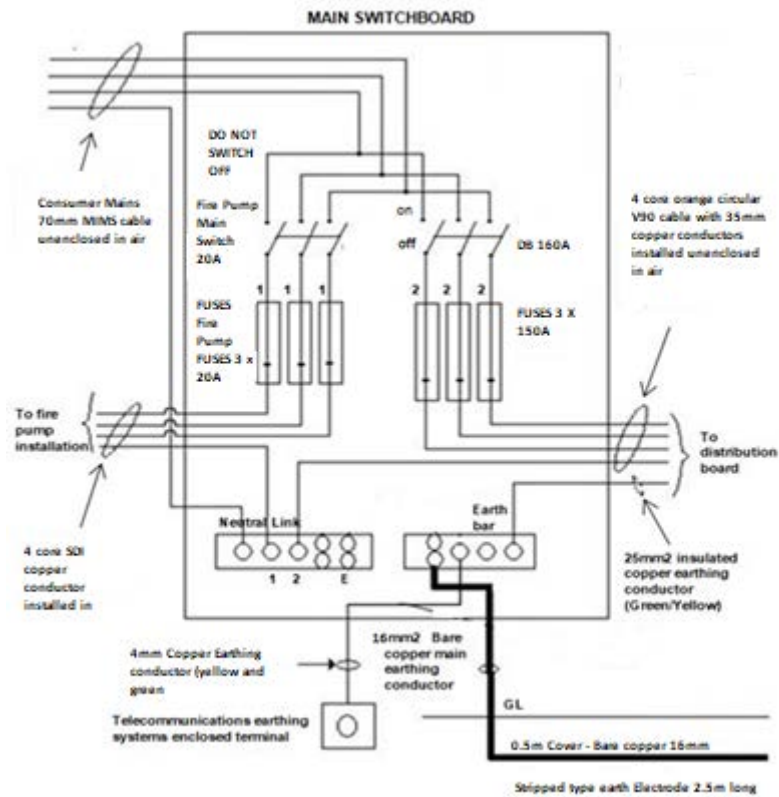 MAIN SWITCHBOARD
DO NOT
SWITCH
OFF
Consumer Mains
70mm MIMS cable
unenclosed in air
Fire Pump
Main
Switch
20A
on
off
DB 160A
4 core orange circular
V90 cable with 35mm
copper conductors
installed unenclosed
in air
1
1
1
2
2
2
FUSES
Fire
Pump
FUSES 3 x
20A
FUSES 3 X
150A
To fire
pump
installation
To
distribution
board
Neutral Link
Earth
bar
1
2
E
4 core SDI
copper
conductor
installed in
25mm2 insulated
copper earthing
conductor
(Green/Yellow)
4mm Copper Earthing
conductor (yellow and
green
16mm2 Bare
copper main
earthing
conductor
Telecommunications earthing
systems enclosed terminal
GL
0.5m Cover - Bare copper 16mm
Stripped type earth Electrode 2.5m long